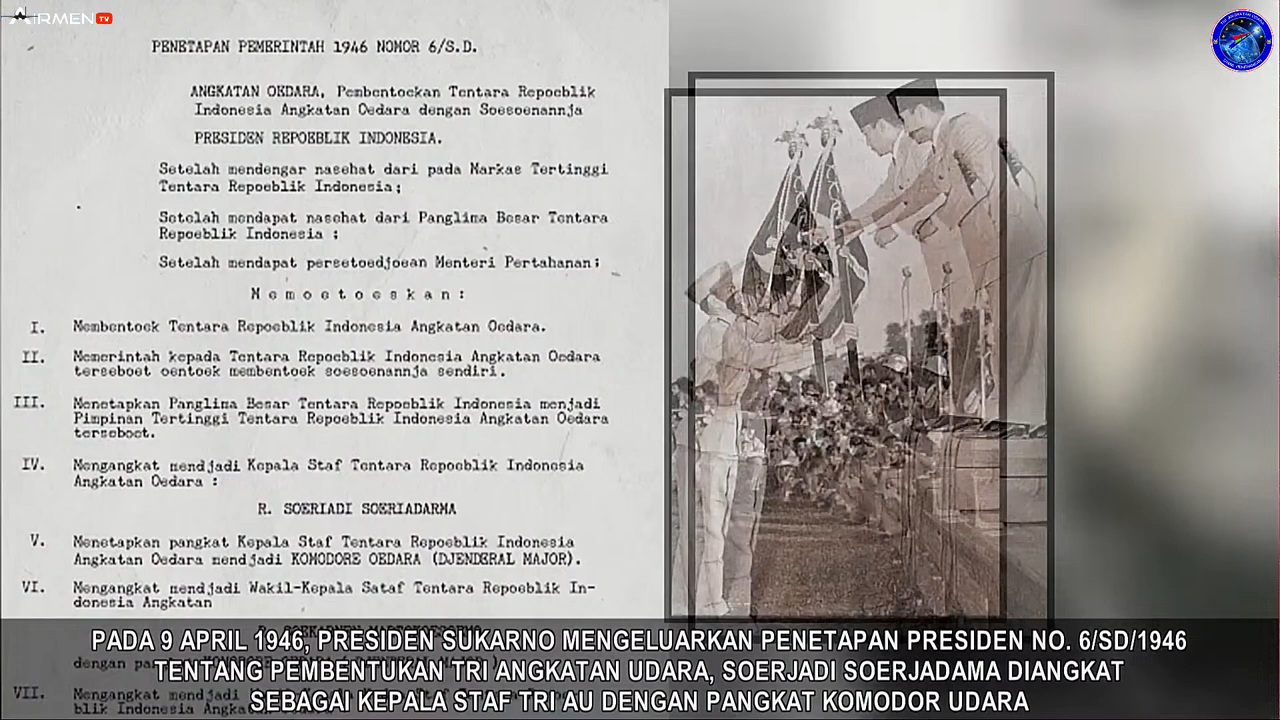 AIRMEN TV
PENETAPAN PEMERINTAH 1946 NOMOR 6/S.D.
ANGKATAN OEDARA, Pembentoekan Tentara Repoeblik
Indonesia Angkatan Oedara dengan Soesoenannja
PRESIDEN REPOEBLIK INDONESIA.
Setelah mendengar nasehat dari pada Markas Tertinggi
Tentara Repoeblik Indonesia;
Setelah mendapat nasehat dari Panglima Besar Tentara
Repoeblik Indonesia ;
Setelah mendapat persetoedjoean Menteri Pertahanan;
M e m o e t o e s k a n :
I. Membentoek Tentara Repoeblik Indonesia Angkatan Oedara.
II. Memerintah kepada Tentara Repoeblik Indonesia Angkatan Oedara
terseboet oentoek membentoek soesoenannja sendiri.
III. Menetapkan Panglima Besar Tentara Repoeblik Indonesia menjadi
Pimpinan Tertinggi Tentara Repoeblik Indonesia Angkatan Oedara
terseboet.
IV. Mengangkat mendjadi Kepala Staf Tentara Repoeblik Indonesia
Angkatan Oedara :
R. SOERIADI SOERIADARMA
V. Menetapkan pangkat Kepala Staf Tentara Repoeblik Indonesia
Angkatan Oedara mendjadi KOMODORE OEDARA (DJENDERAL MAJOR).
VI. Mengangkat mendjadi Wakil-Kepala Sataf Tentara Repoeblik In-
donesia Angkatan
PADA 9 APRIL 1946, PRESIDEN SUKARNO MENGELUARKAN PENETAPAN PRESIDEN NO. 6/SD/1946
TENTANG PEMBENTUKAN TRI ANGKATAN UDARA, SOERJADI SOERJADAMA DIANGKAT
SEBAGAI KEPALA STAF TRI AU DENGAN PANGKAT KOMODOR UDARA
dengan
VII. Mengangkat mendjadi
blik Indonesia